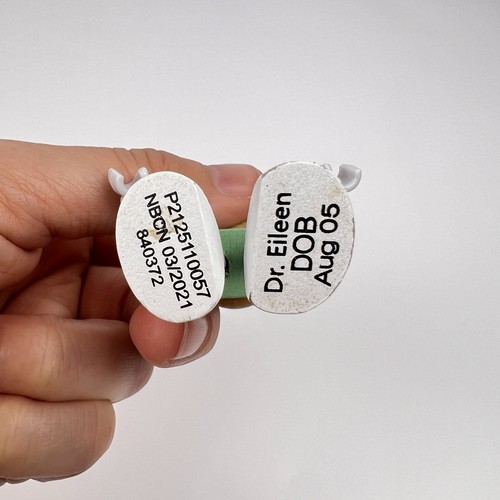 P2125110057
NBCN 03/2021
840372
Dr. Eileen
DOB
Aug 05